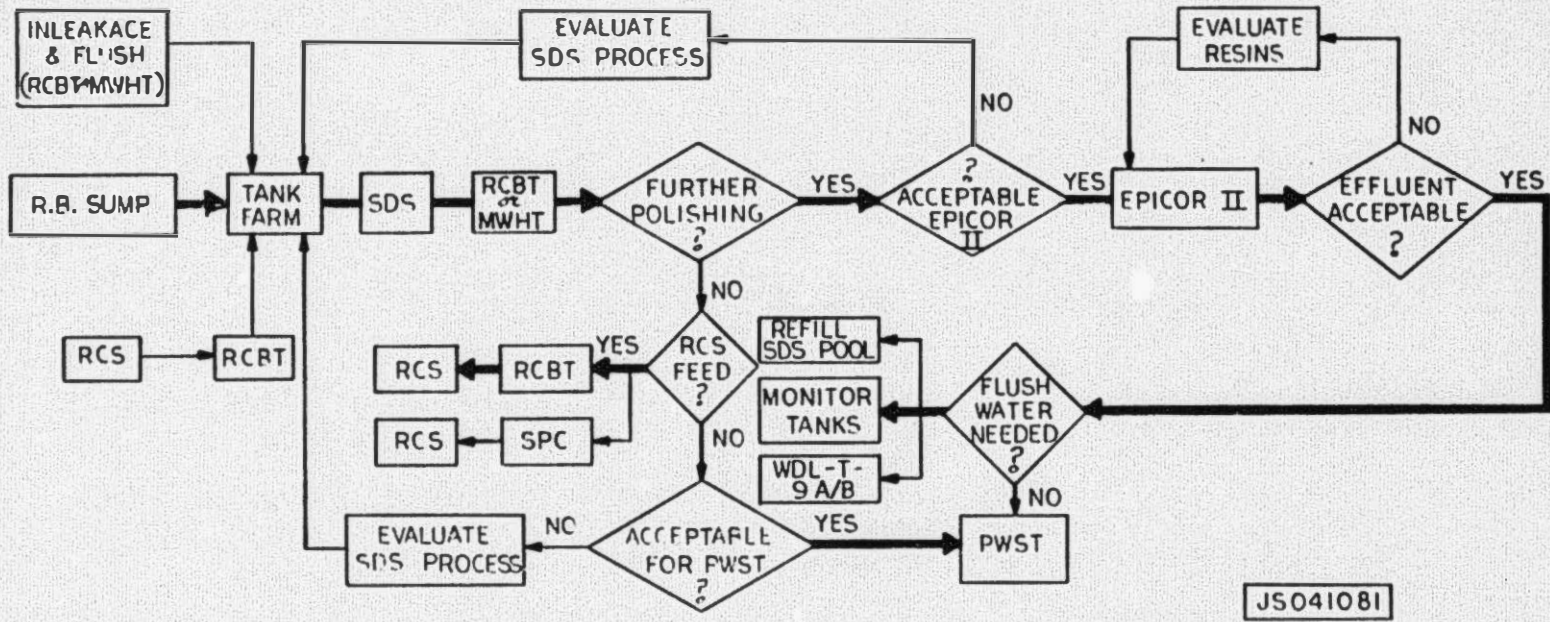 INLEAKACE
& FLUSH
(RCBT→MWHT)
EVALUATE
SDS PROCESS
EVALUATE
RESINS
NO
NO
R.B. SUMP
TANK
FARM
SDS
RCBT
or
MWHT
FURTHER
POLISHING
?
YES
?
ACCEPTABLE
EPICOR
II
YES
EPICOR II
EFFLUENT
ACCEPTABLE
?
YES
NO
RCS
RCBT
RCS
RCBT
YES
RCS
FEED
?
REFILL
SDS POOL
MONITOR
TANKS
WDL-T-
9 A/B
FLUSH
WATER
NEEDED
?
RCS
SPC
NO
NO
EVALUATE
SDS PROCESS
NO
ACCEPTABLE
FOR PWST
?
YES
PWST
JS041081